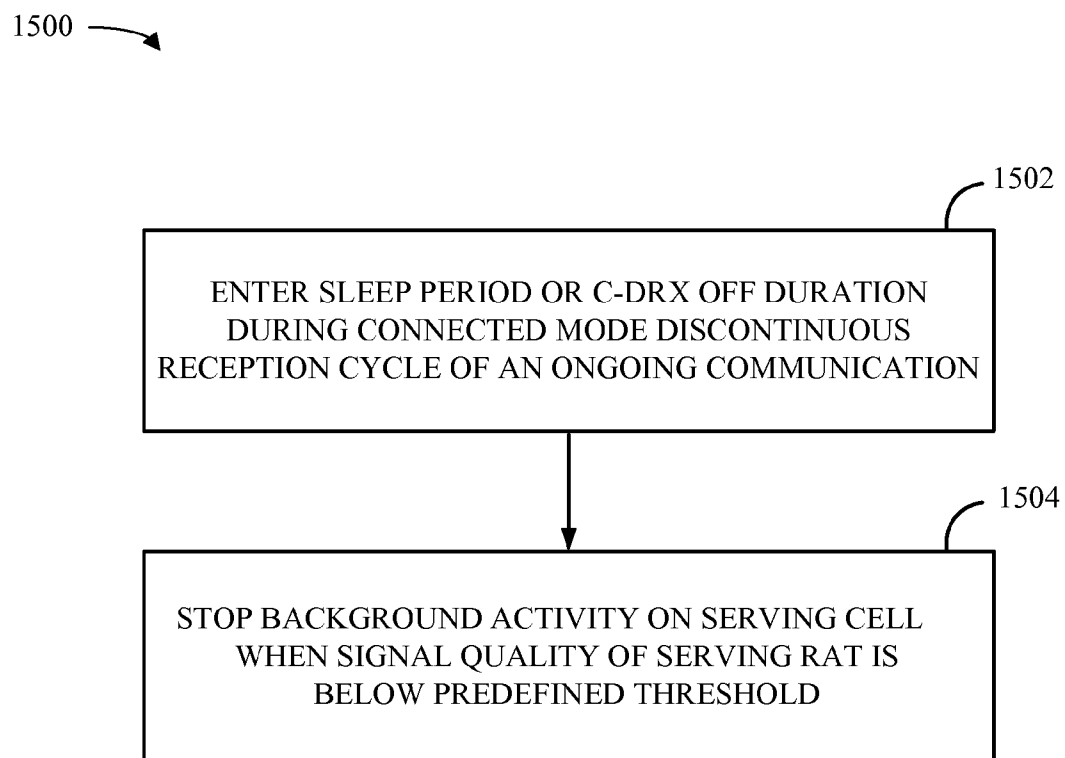 1500
1502
ENTER SLEEP PERIOD OR C-DRX OFF DURATION
DURING CONNECTED MODE DISCONTINUOUS
RECEPTION CYCLE OF AN ONGOING COMMUNICATION
1504
STOP BACKGROUND ACTIVITY ON SERVING CELL
WHEN SIGNAL QUALITY OF SERVING RAT IS
BELOW PREDEFINED THRESHOLD